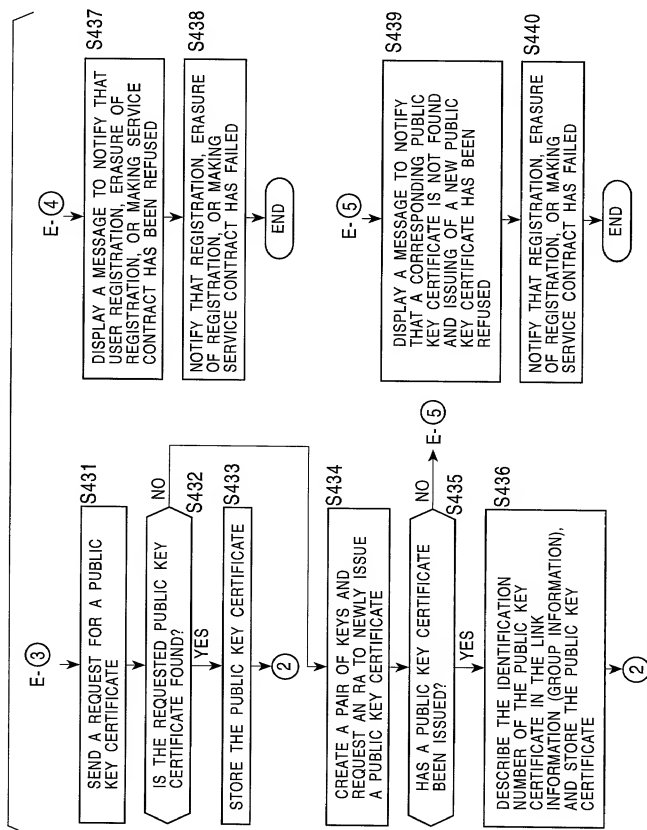 E-③
S431
SEND A REQUEST FOR A PUBLIC
KEY CERTIFICATE
S432
IS THE REQUESTED PUBLIC KEY
CERTIFICATE FOUND?
NO
YES
S433
STORE THE PUBLIC KEY CERTIFICATE
②
S434
CREATE A PAIR OF KEYS AND
REQUEST AN RA TO NEWLY ISSUE
A PUBLIC KEY CERTIFICATE
S435
HAS A PUBLIC KEY CERTIFICATE
BEEN ISSUED?
NO
E-⑤
YES
S436
DESCRIBE THE IDENTIFICATION
NUMBER OF THE PUBLIC KEY
CERTIFICATE IN THE LINK
INFORMATION (GROUP INFORMATION),
AND STORE THE PUBLIC KEY
CERTIFICATE
②
E-④
S437
DISPLAY A MESSAGE TO NOTIFY THAT
USER REGISTRATION, ERASURE OF
REGISTRATION, OR MAKING SERVICE
CONTRACT HAS BEEN REFUSED
S438
NOTIFY THAT REGISTRATION, ERASURE
OF REGISTRATION, OR MAKING
SERVICE CONTRACT HAS FAILED
END
E-⑤
S439
DISPLAY A MESSAGE TO NOTIFY
THAT A CORRESPONDING PUBLIC
KEY CERTIFICATE IS NOT FOUND
AND ISSUING OF A NEW PUBLIC
KEY CERTIFICATE HAS BEEN
REFUSED
S440
NOTIFY THAT REGISTRATION, ERASURE
OF REGISTRATION, OR MAKING
SERVICE CONTRACT HAS FAILED
END